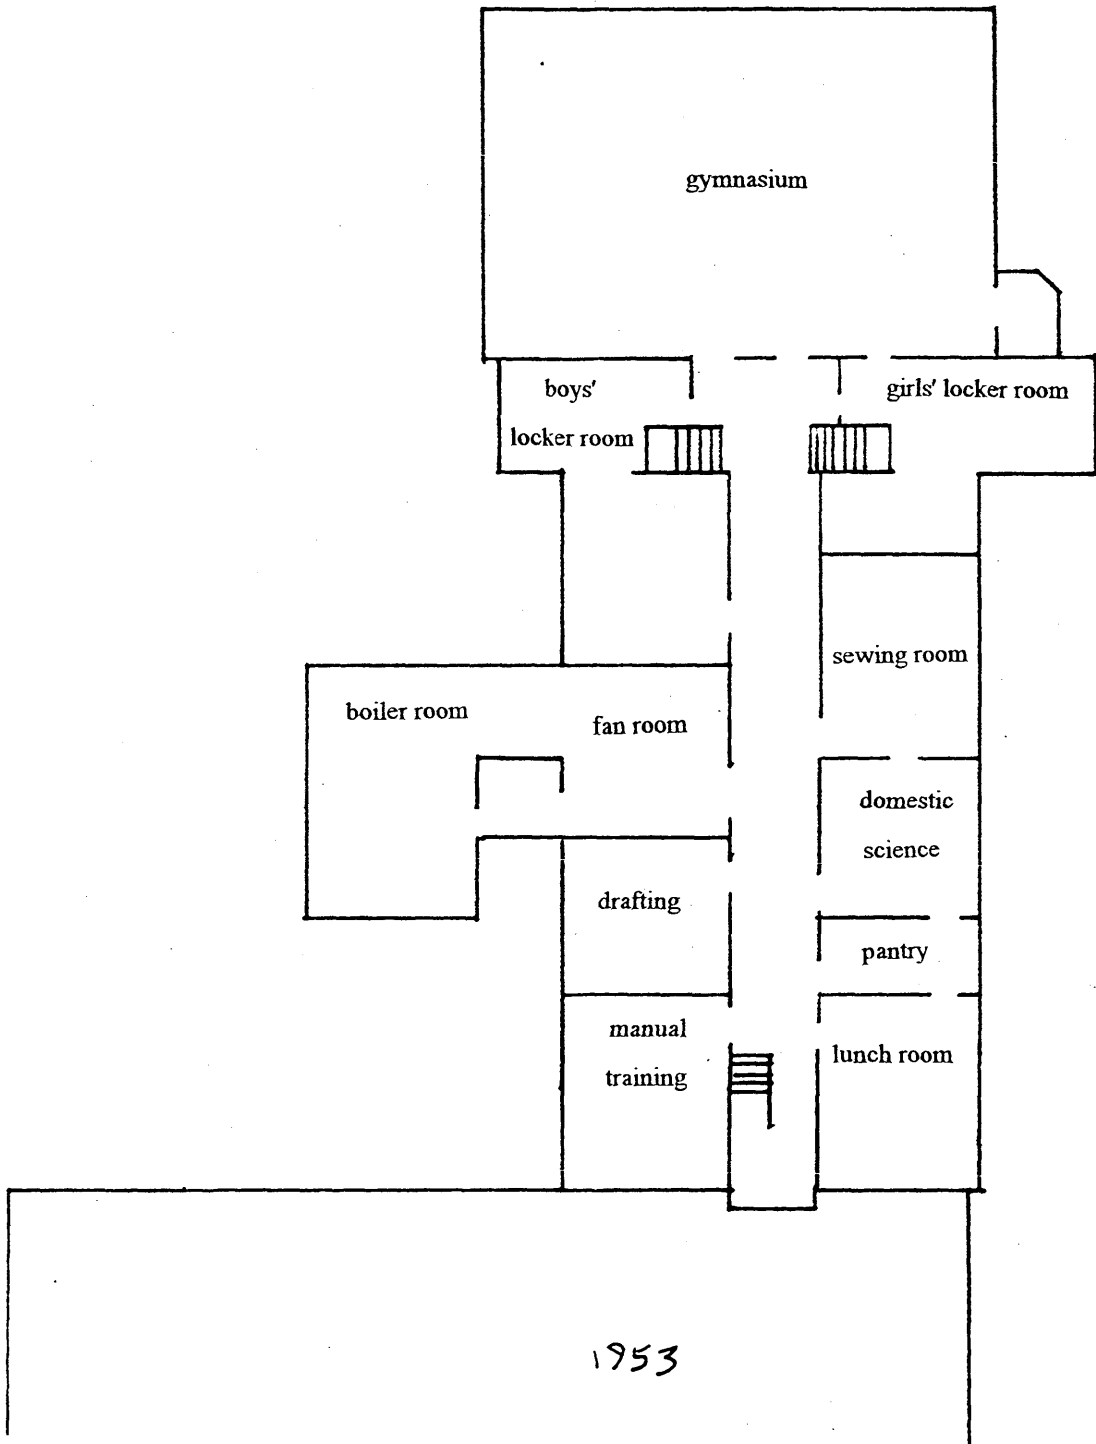 gymnasium
boys'
locker room
girls' locker room
sewing room
boiler room
fan room
domestic
science
drafting
pantry
manual
training
lunch room
1953